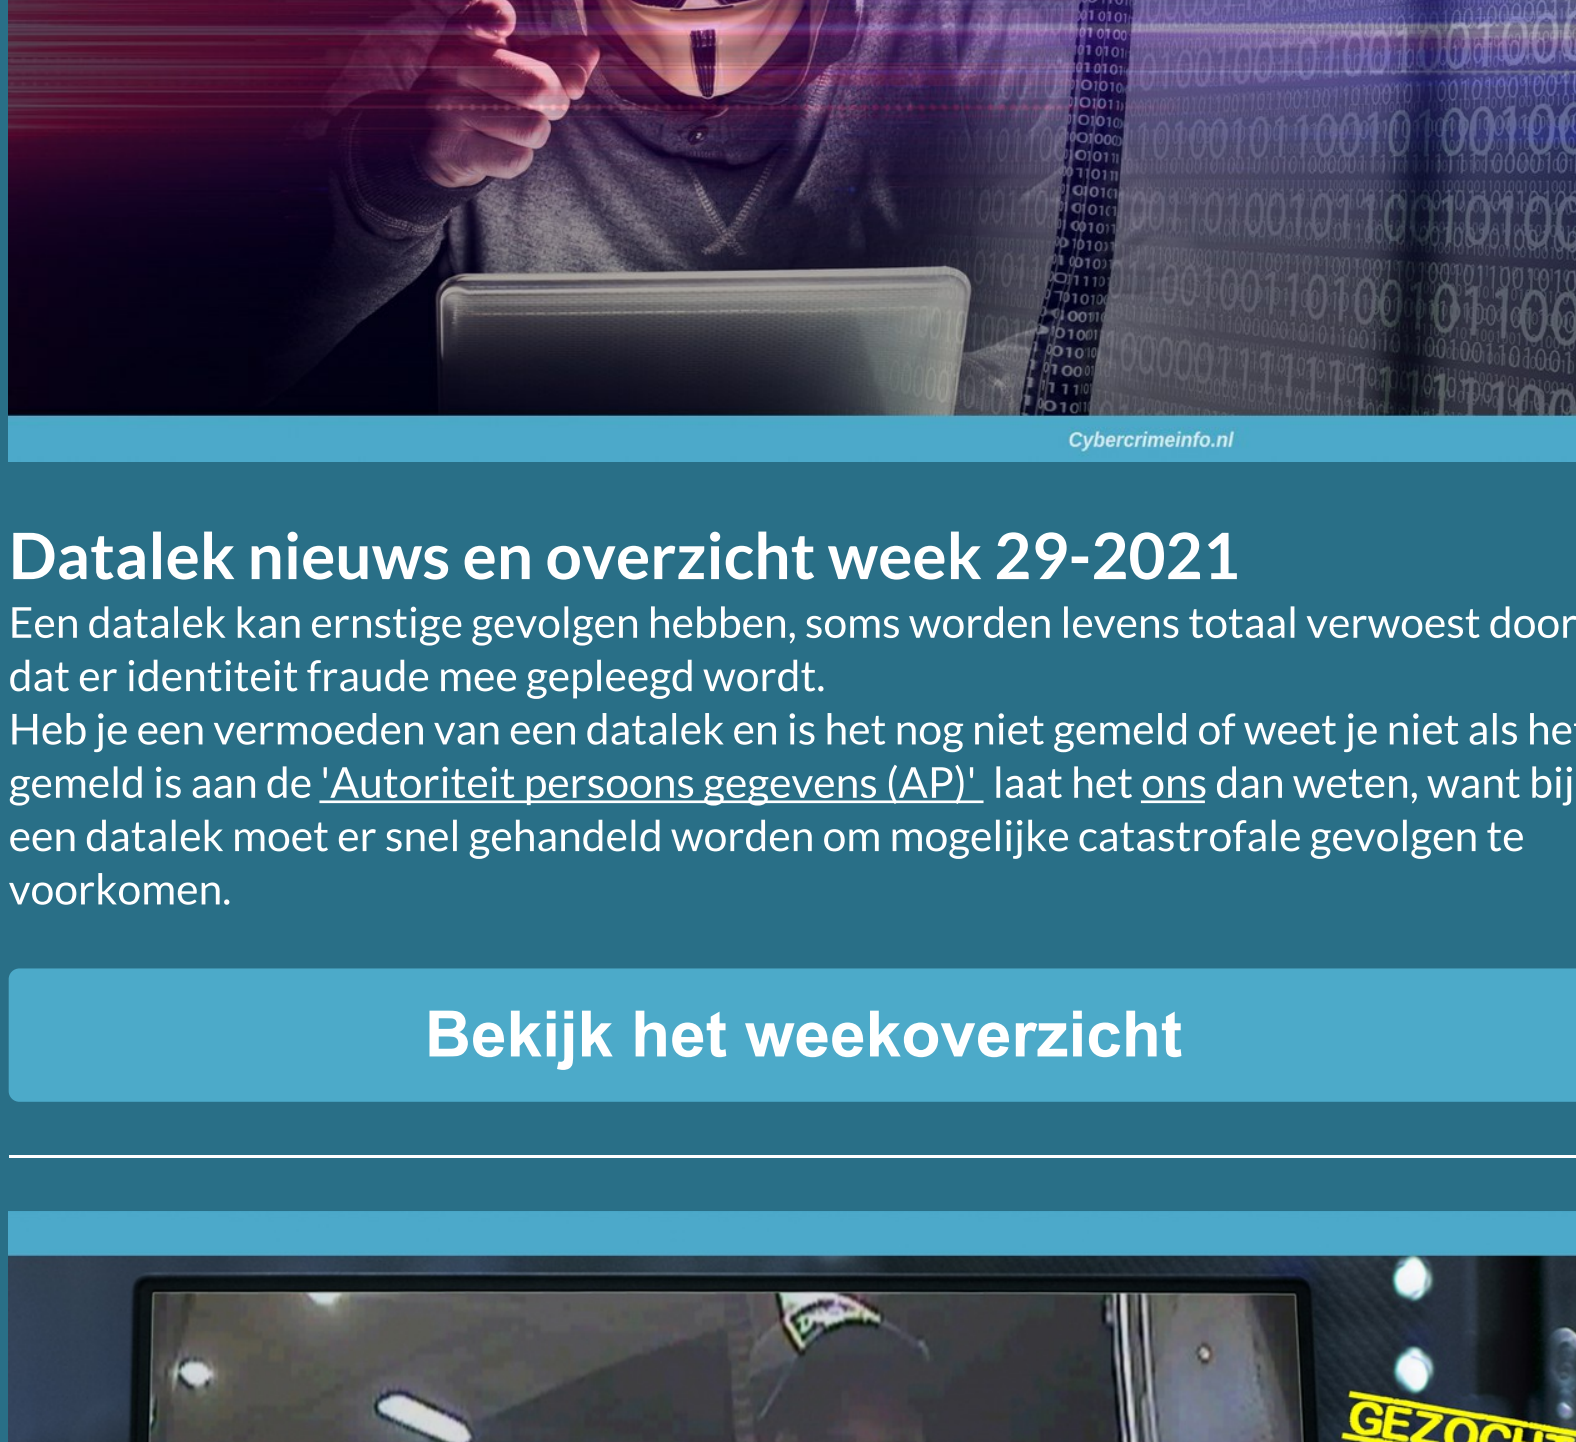 Cybercrimeinfo.nl
Datalek nieuws en overzicht week 29-2021
Een datalek kan ernstige gevolgen hebben, soms worden levens totaal verwoest door
dat er identiteit fraude mee gepleegd wordt.
Heb je een vermoeden van een datalek en is het nog niet gemeld of weet je niet als het
gemeld is aan de 'Autoriteit persoons gegevens (AP)' laat het ons dan weten, want bij
een datalek moet er snel gehandeld worden om mogelijke catastrofale gevolgen te
voorkomen.
Bekijk het weekoverzicht
GEZOCHT